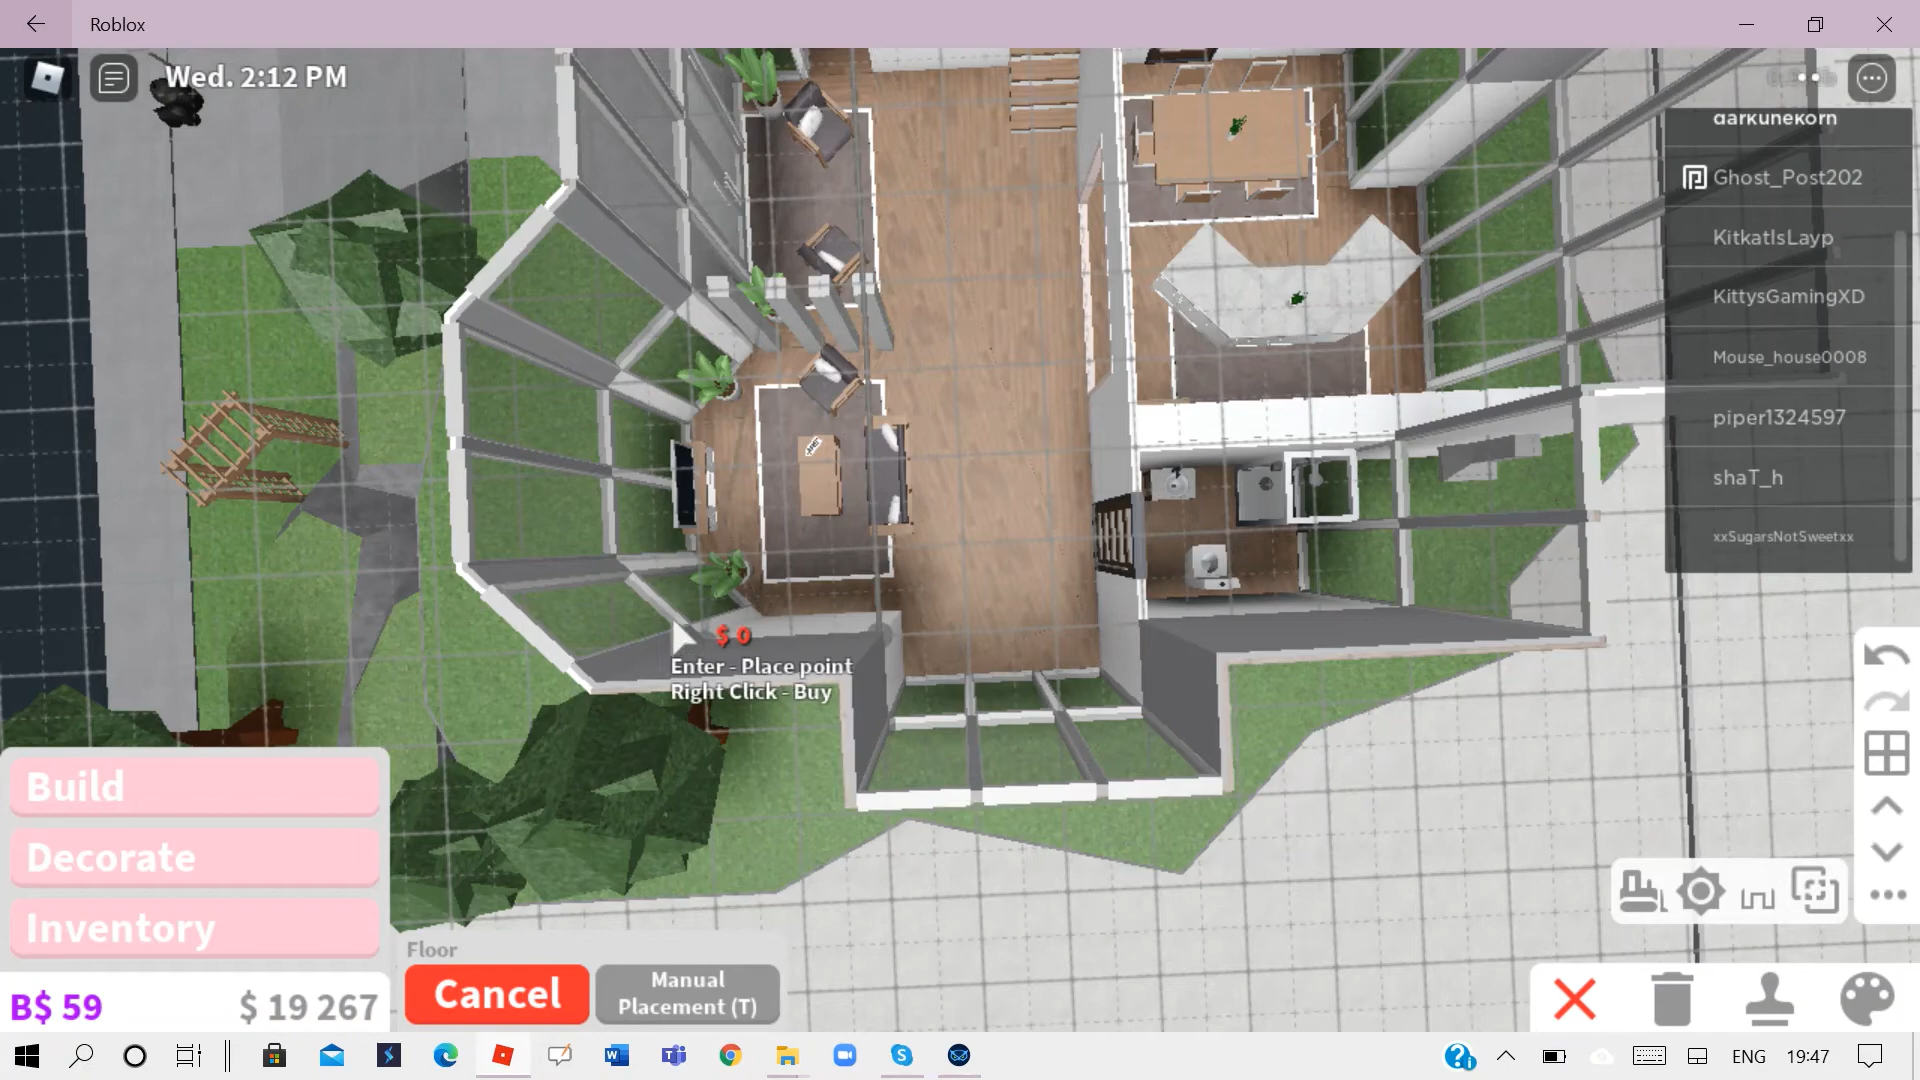 Roblox
Wed. 2:12 PM
darkunekorn
Ghost_Post202
KitkatIsLayp
KittysGamingXD
Mouse_house0008
piper1324597
shaT_h
xxSugarsNotSweetxx
$ 0
Enter - Place point
Right Click - Buy
Build
Decorate
Inventory
B$ 59
$ 19 267
Floor
Cancel
Manual
Placement (T)
ENG
19:47